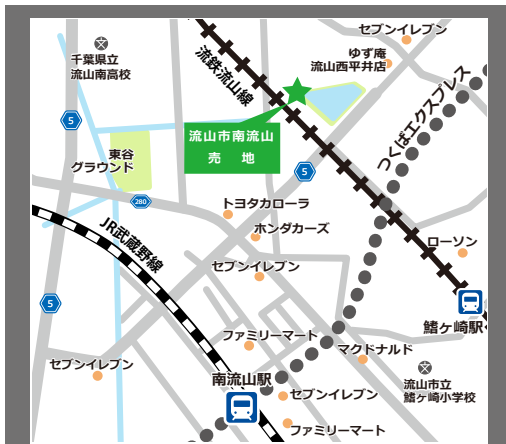 セブンイレブン
千葉県立
流山南高校
流鉄流山線
ゆず庵
流山西平井店
つくばエクスプレス
5
流山市南流山
売 地
東谷
グラウンド
5
280
トヨタカローラ
ホンダカーズ
JR武蔵野線
ローソン
セブンイレブン
5
鰭ヶ崎駅
ファミリーマート
マクドナルド
セブンイレブン
南流山駅
流山市立
鰭ヶ崎小学校
セブンイレブン
ファミリーマート